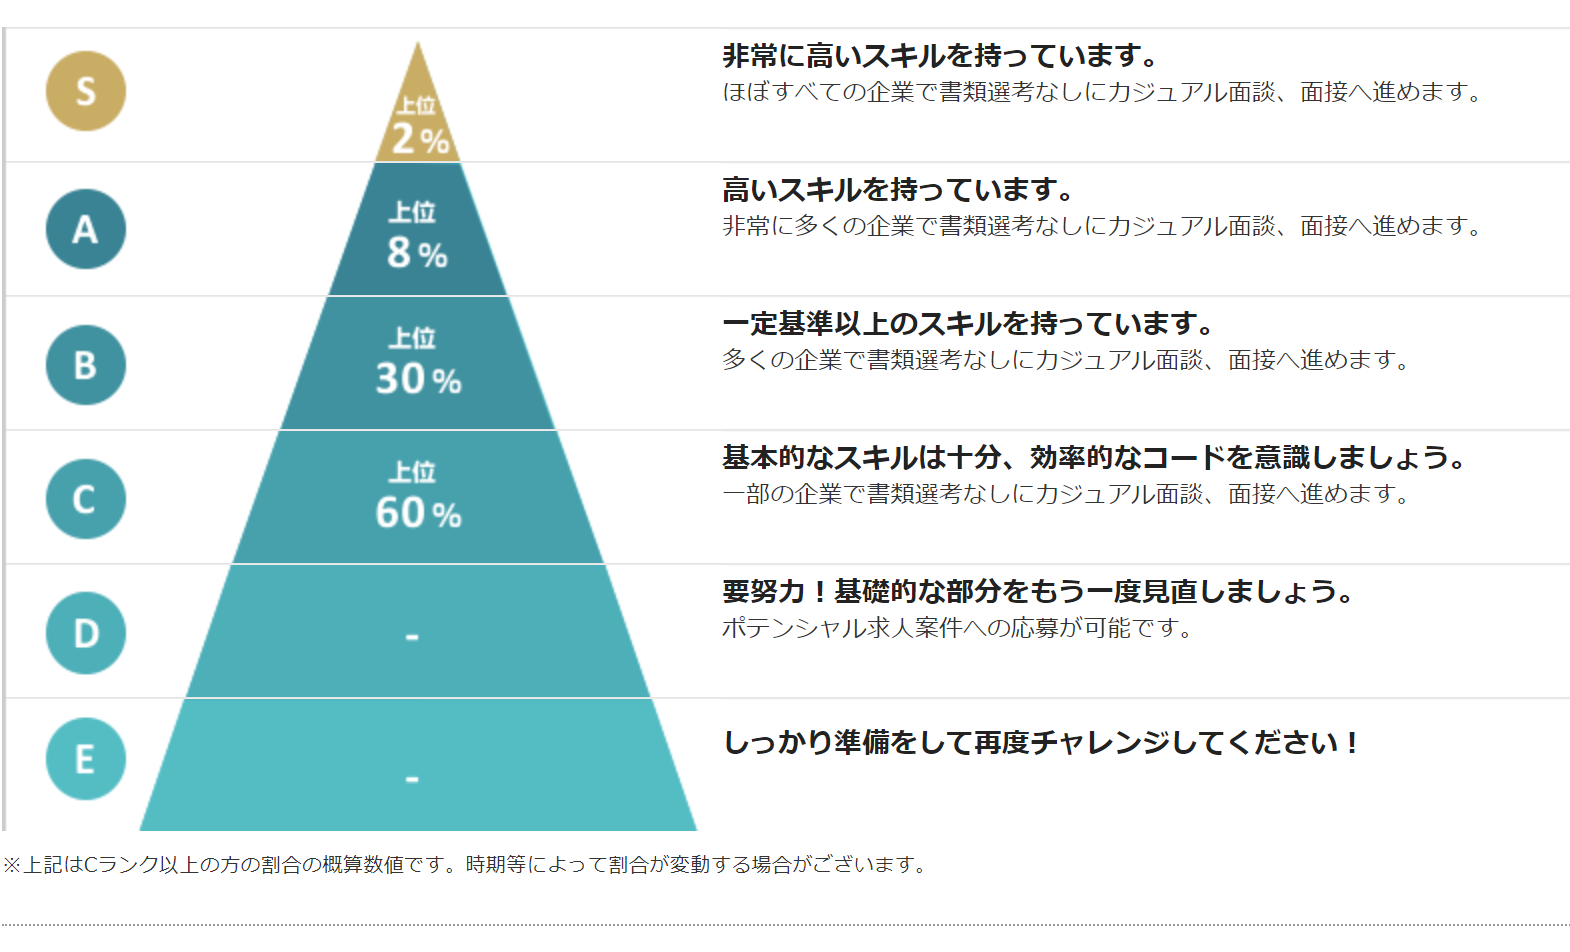 S
上位
2%
非常に高いスキルを持っています。
ほぼすべての企業で書類選考なしにカジュアル面談、面接へ進めます。
A
上位
8%
高いスキルを持っています。
非常に多くの企業で書類選考なしにカジュアル面談、面接へ進めます。
B
上位
30%
一定基準以上のスキルを持っています。
多くの企業で書類選考なしにカジュアル面談、面接へ進めます。
C
上位
60%
基本的なスキルは十分、効率的なコードを意識しましょう。
一部の企業で書類選考なしにカジュアル面談、面接へ進めます。
D
-
要努力！基礎的な部分をもう一度見直しましょう。
ポテンシャル求人案件への応募が可能です。
E
-
しっかり準備をして再度チャレンジしてください！
※上記はCランク以上の方の割合の概算数値です。時期等によって割合が変動する場合がございます。